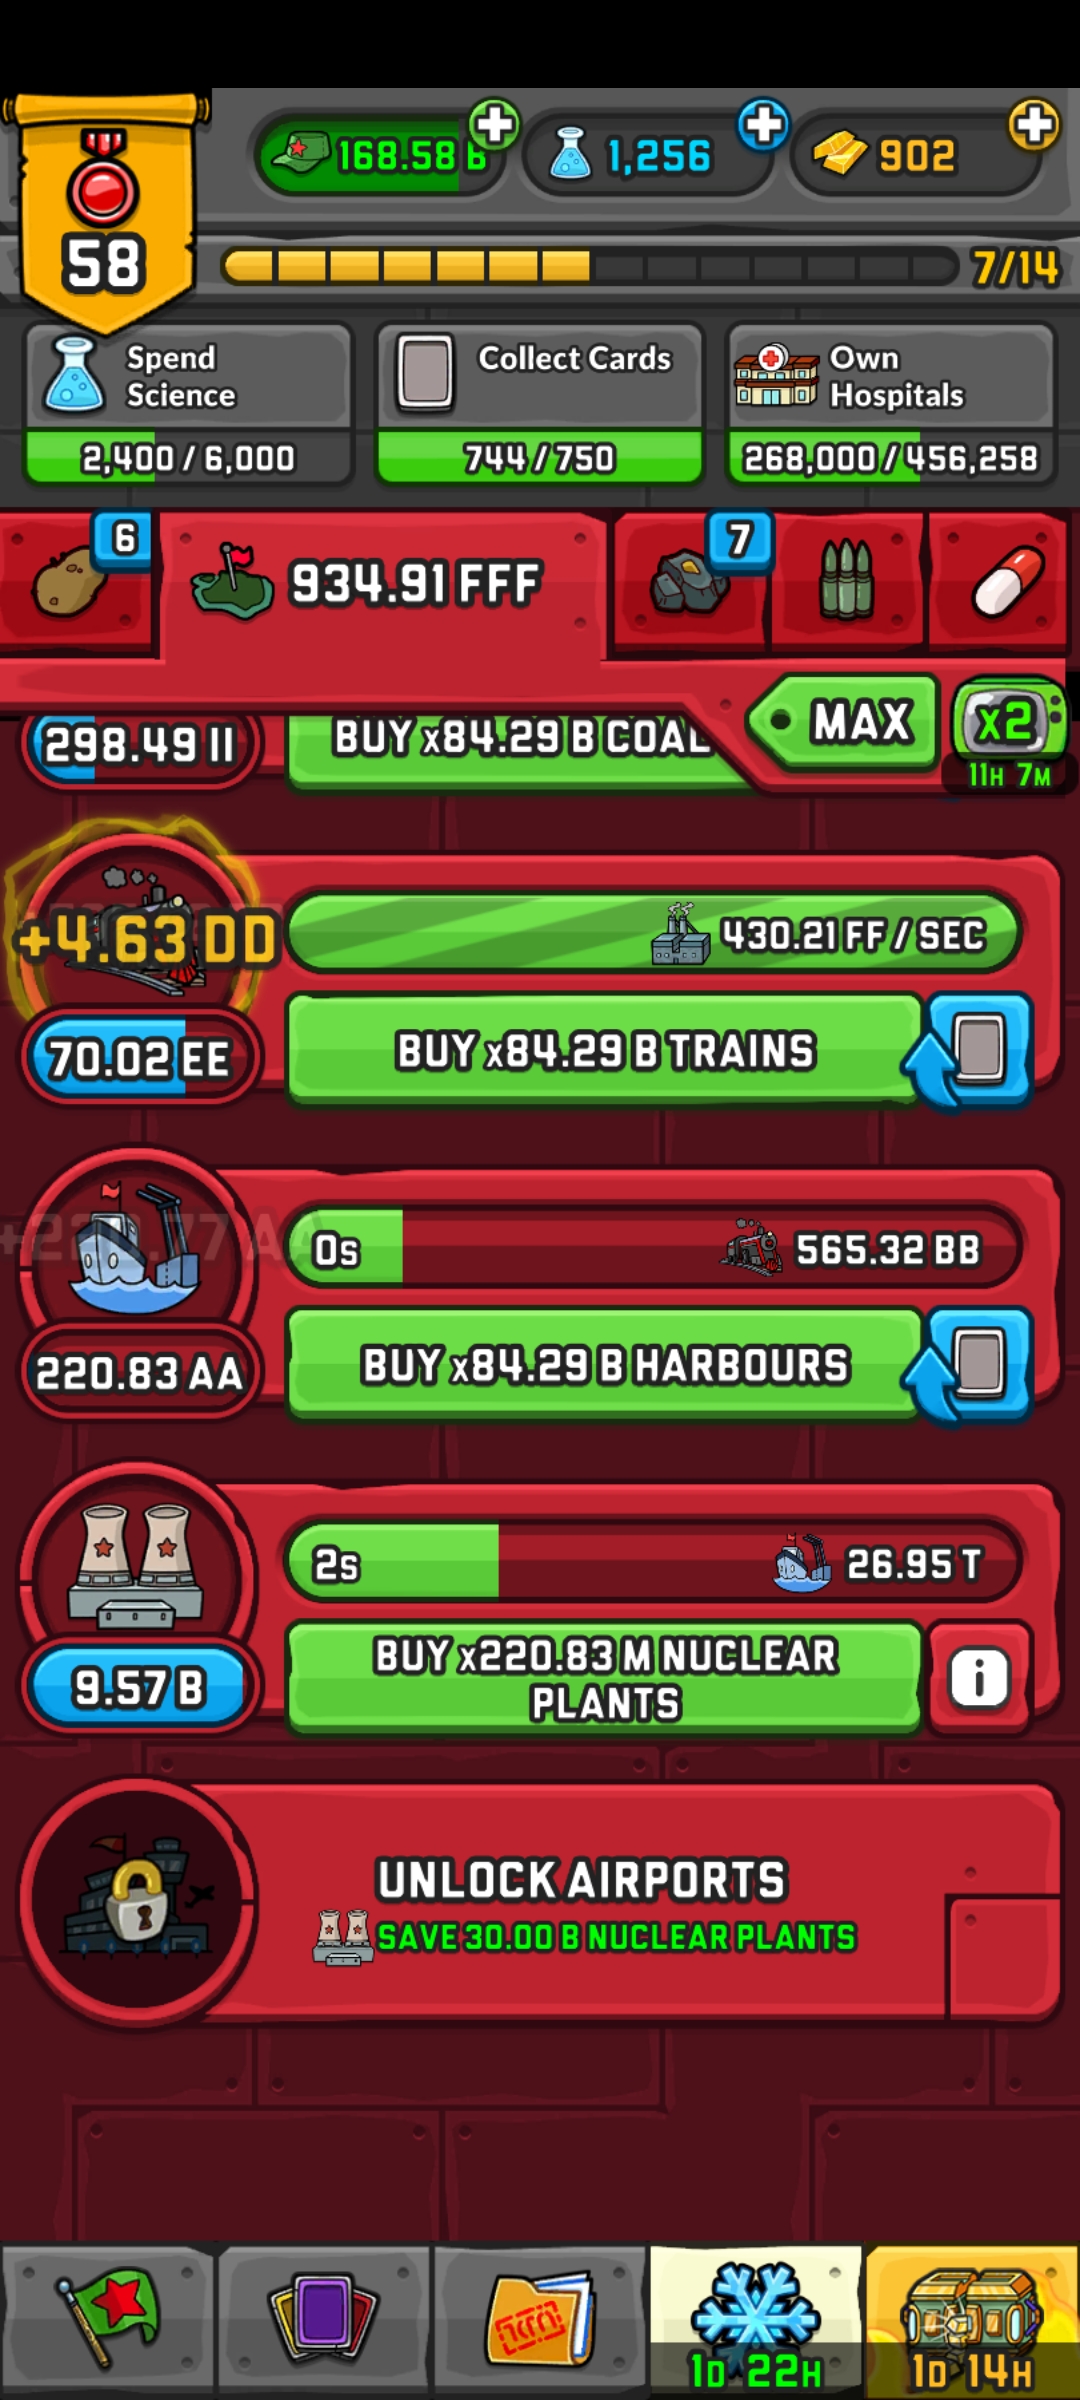 168.58 B
1,256
902
58
7/14
Spend
Science
Collect Cards
Own
Hospitals
2,400 / 6,000
744 / 750
268,000 / 456,258
6
934.91 FFF
7
MAX
x2
11H 7M
298.49 II
BUY x84.29 B COAL
+4.63 DD
430.21 FF / SEC
70.02 EE
BUY x84.29 B TRAINS
0s
565.32 BB
220.83 AA
BUY x84.29 B HARBOURS
2s
26.95 T
9.57 B
BUY x220.83 M NUCLEAR
PLANTS
i
UNLOCK AIRPORTS
SAVE 30.00 B NUCLEAR PLANTS
1D 22H
1D 14H